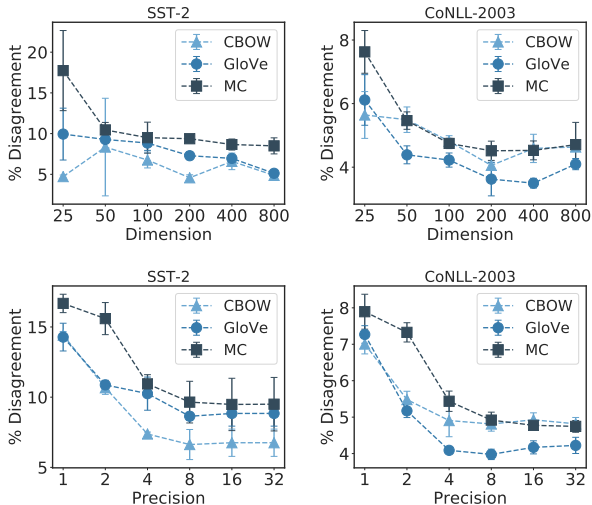 SST-2
% Disagreement
20
15
10
5
CBOW
GloVe
MC
25 50 100 200 400 800
Dimension
CoNLL-2003
% Disagreement
8
6
4
CBOW
GloVe
MC
25 50 100 200 400 800
Dimension
SST-2
% Disagreement
15
10
5
CBOW
GloVe
MC
1 2 4 8 16 32
Precision
CoNLL-2003
% Disagreement
8
7
6
5
4
CBOW
GloVe
MC
1 2 4 8 16 32
Precision